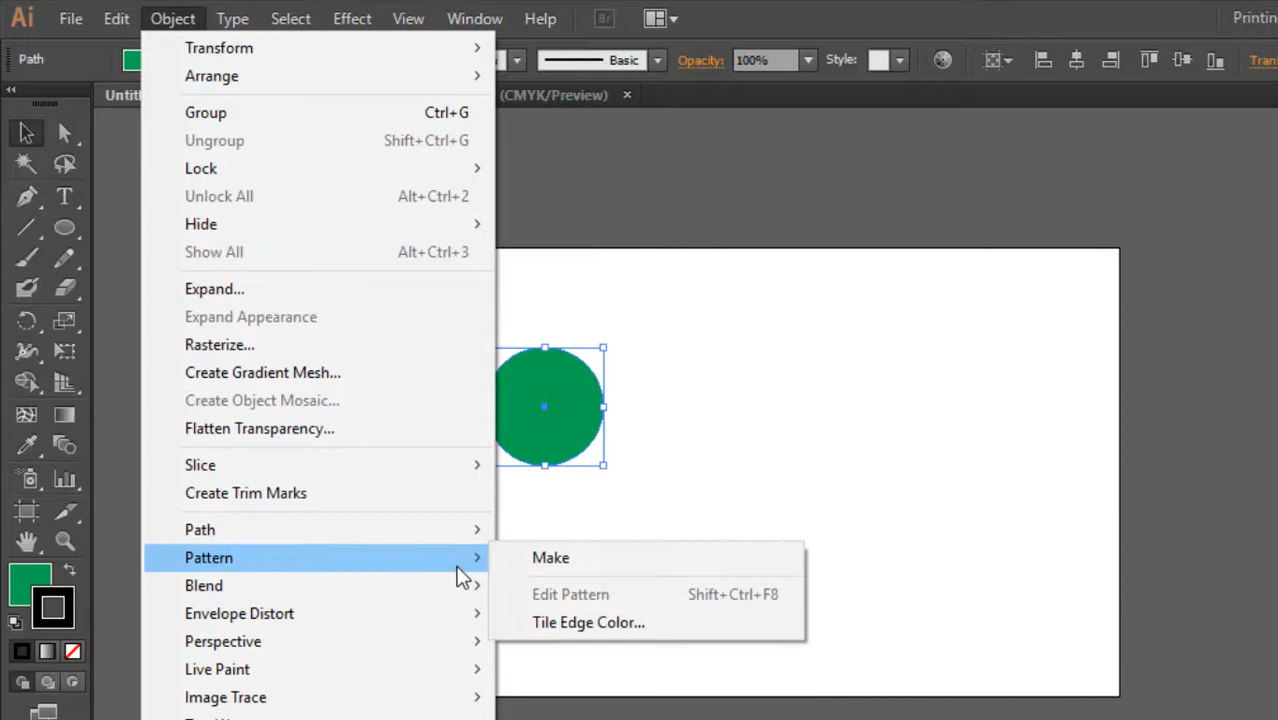 Ai File Edit Object Type Select Effect View Window Help Br Printing
Path Basic Opacity: 100% Style: Trans
Untitl (CMYK/Preview) ×
Transform
Arrange
Group Ctrl+G
Ungroup Shift+Ctrl+G
Lock
Unlock All Alt+Ctrl+2
Hide
Show All Alt+Ctrl+3
Expand...
Expand Appearance
Rasterize...
Create Gradient Mesh...
Create Object Mosaic...
Flatten Transparency...
Slice
Create Trim Marks
Path
Pattern
Make
Blend
Edit Pattern Shift+Ctrl+F8
Envelope Distort
Tile Edge Color...
Perspective
Live Paint
Image Trace